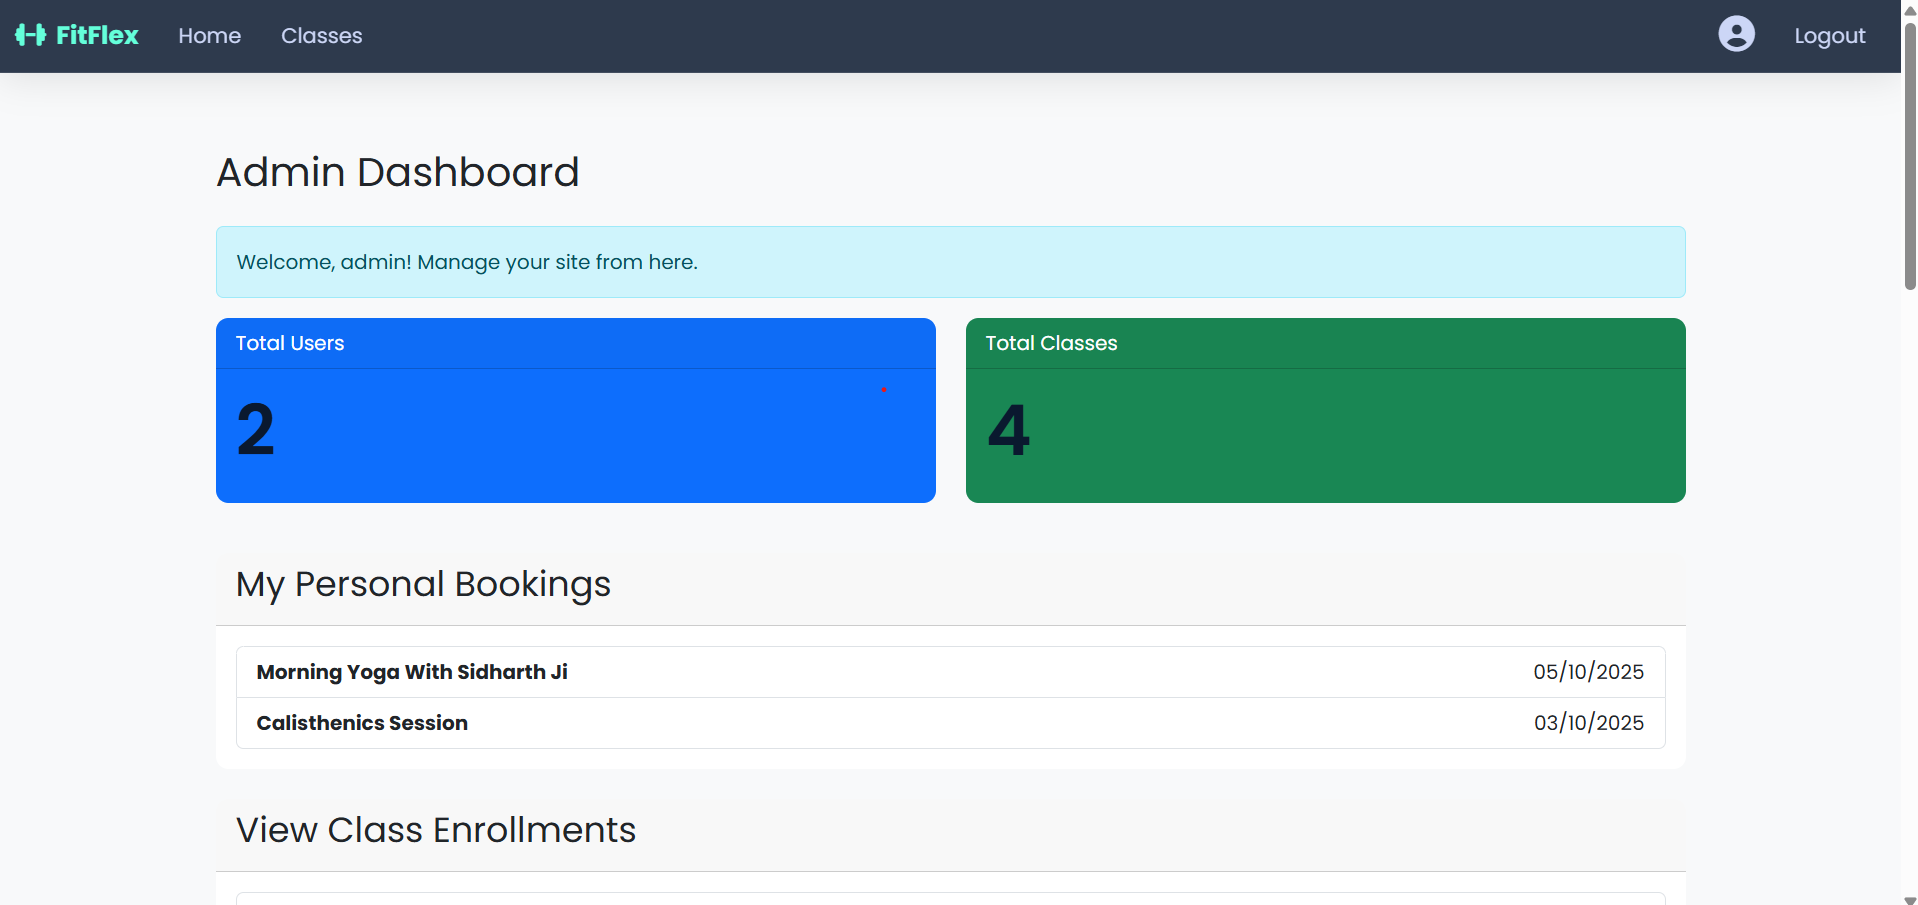 FitFlex Home Classes Logout
Admin Dashboard
Welcome, admin! Manage your site from here.
Total Users
2
Total Classes
4
My Personal Bookings
Morning Yoga With Sidharth Ji 05/10/2025
Calisthenics Session 03/10/2025
View Class Enrollments